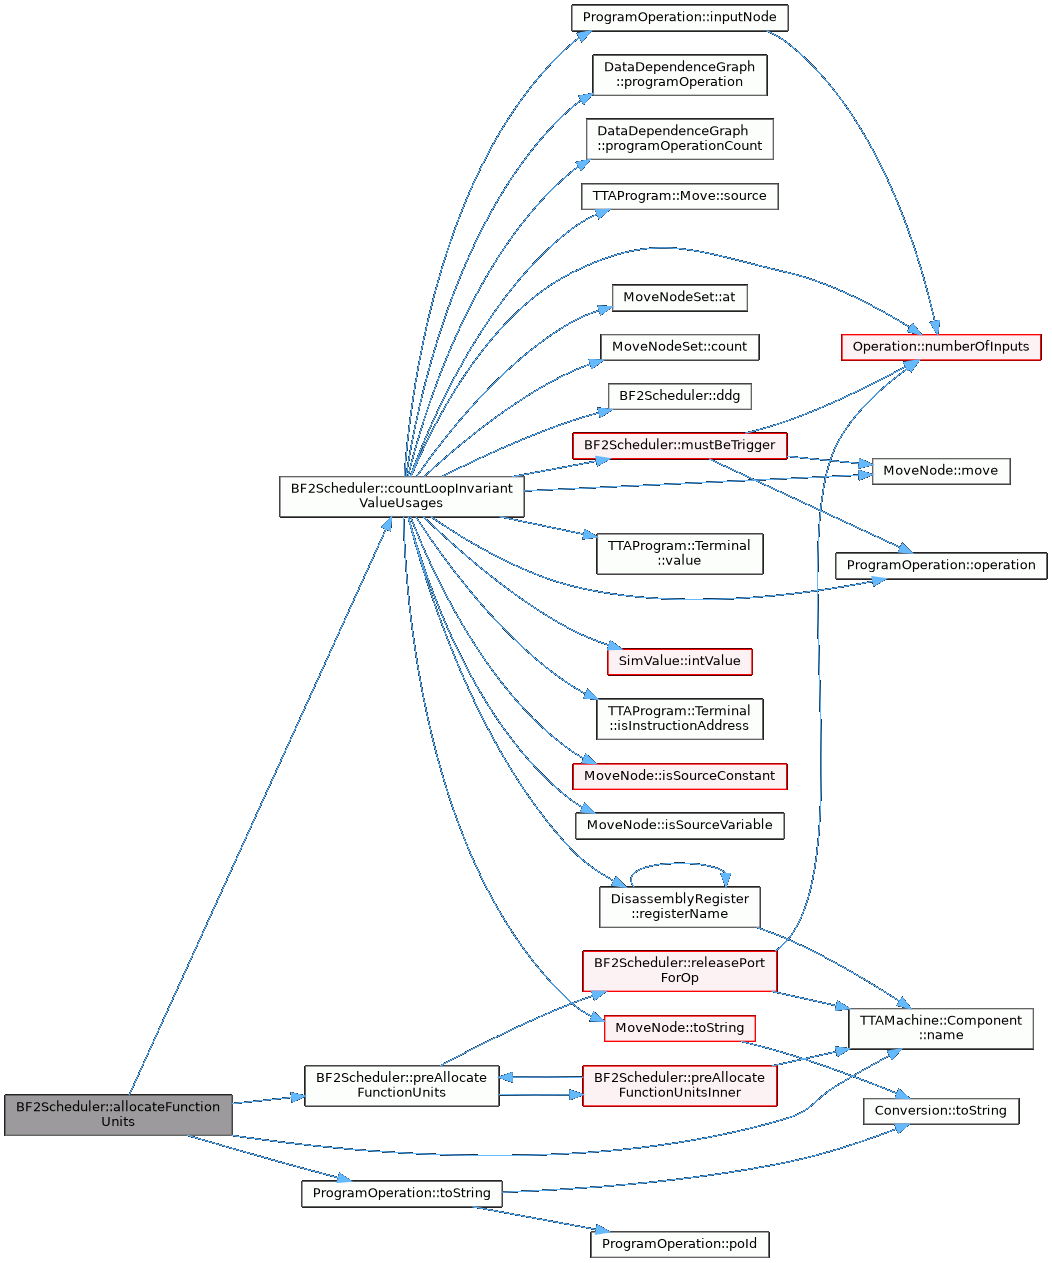 ProgramOperation::inputNode
DataDependenceGraph
::programOperation
DataDependenceGraph
::programOperationCount
TTAProgram::Move::source
MoveNodeSet::at
MoveNodeSet::count
Operation::numberOfInputs
BF2Scheduler::ddg
BF2Scheduler::mustBeTrigger
MoveNode::move
BF2Scheduler::countLoopInvariant
ValueUsages
TTAProgram::Terminal
::value
ProgramOperation::operation
SimValue::intValue
TTAProgram::Terminal
::isInstructionAddress
MoveNode::isSourceConstant
MoveNode::isSourceVariable
DisassemblyRegister
::registerName
BF2Scheduler::releasePort
ForOp
MoveNode::toString
TTAMachine::Component
::name
BF2Scheduler::preAllocate
FunctionUnits
BF2Scheduler::preAllocate
FunctionUnitsInner
BF2Scheduler::allocateFunction
Units
Conversion::toString
ProgramOperation::toString
ProgramOperation::poId